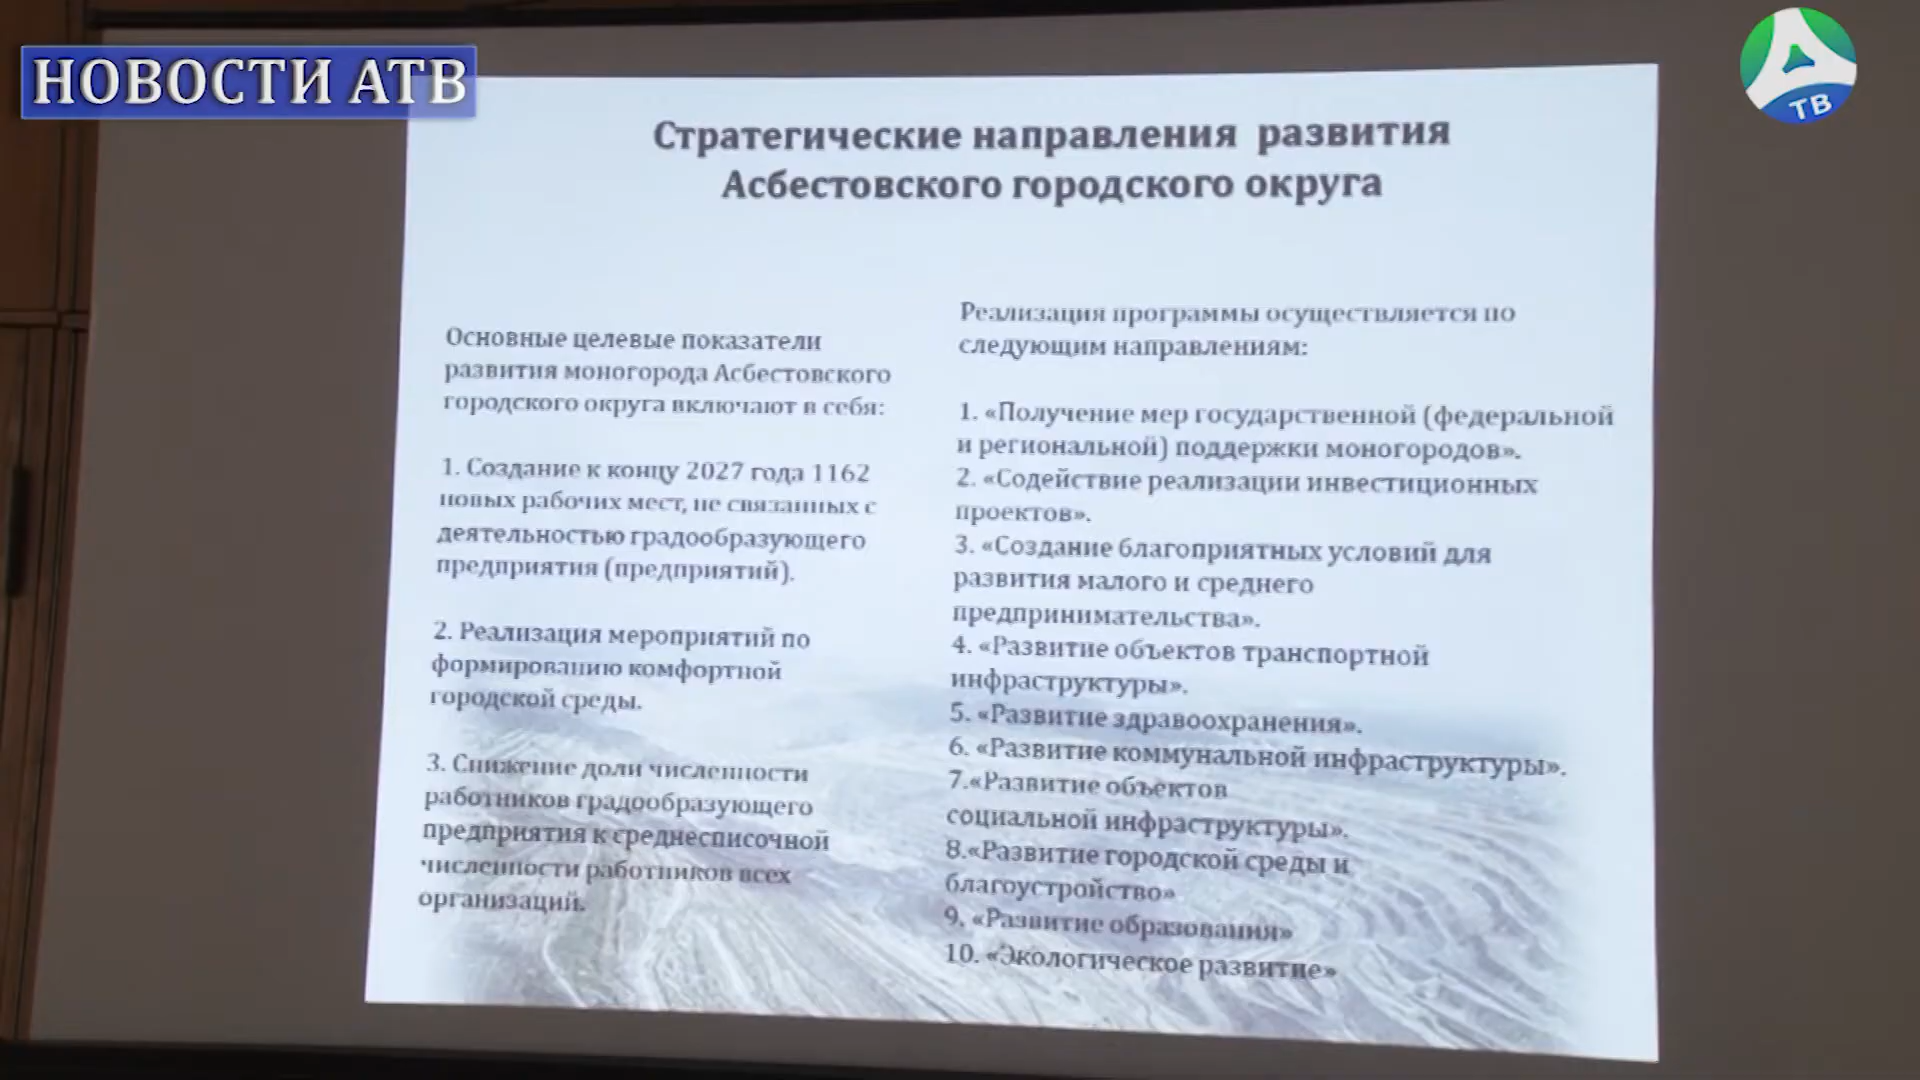 НОВОСТИ АТВ
ТВ
Стратегические направления развития
Асбестовского городского округа
Основные целевые показатели
развития моногорода Асбестовского
городского округа включают в себя:
1. Создание к концу 2027 года 1162
новых рабочих мест, не связанных с
деятельностью градообразующего
предприятия (предприятий).
2. Реализация мероприятий по
формированию комфортной
городской среды.
3. Снижение доли численности
работников градообразующего
предприятия к среднесписочной
численности работников всех
организаций.
Реализация программы осуществляется по
следующим направлениям:
1. «Получение мер государственной (федеральной
и региональной) поддержки моногородов».
2. «Содействие реализации инвестиционных
проектов».
3. «Создание благоприятных условий для
развития малого и среднего
предпринимательства».
4. «Развитие объектов транспортной
инфраструктуры».
5. «Развитие здравоохранения».
6. «Развитие коммунальной инфраструктуры».
7.«Развитие объектов
социальной инфраструктуры».
8.«Развитие городской среды и
благоустройство»
9. «Развитие образования»
10. «Экологическое развитие»